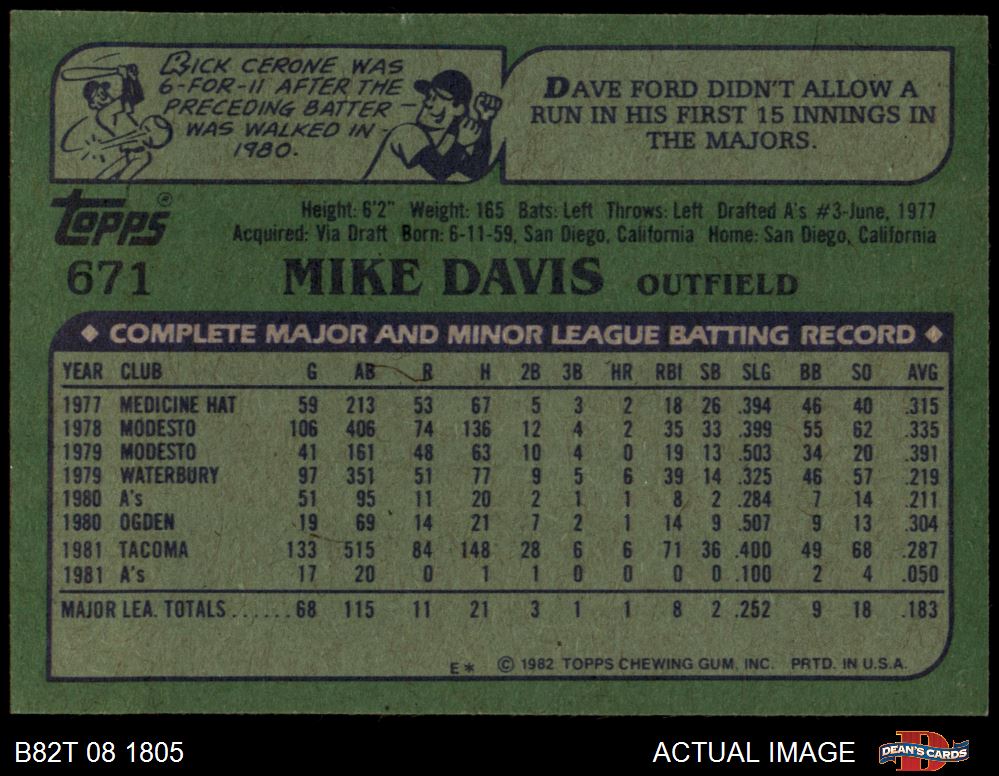 RICK CERONE WAS
6-FOR-11 AFTER THE
PRECEDING BATTER
WAS WALKED IN
1980.
DAVE FORD DIDN'T ALLOW A
RUN IN HIS FIRST 15 INNINGS IN
THE MAJORS.
Topps®
Height: 6'2" Weight: 165 Bats: Left Throws: Left Drafted A's #3-June, 1977
Acquired: Via Draft Born: 6-11-59, San Diego, California Home: San Diego, California
671 MIKE DAVIS OUTFIELD
◆ COMPLETE MAJOR AND MINOR LEAGUE BATTING RECORD ◆
YEAR CLUB G AB R H 2B 3B HR RBI SB SLG BB SO AVG
1977 MEDICINE HAT 59 213 53 67 5 3 2 18 26 .394 46 40 .315
1978 MODESTO 106 406 74 136 12 4 2 35 33 .399 55 62 .335
1979 MODESTO 41 161 48 63 10 4 0 19 13 .503 34 20 .391
1979 WATERBURY 97 351 51 77 9 5 6 39 14 .325 46 57 .219
1980 A's 51 95 11 20 2 1 1 8 2 .284 7 14 .211
1980 OGDEN 19 69 14 21 7 2 1 14 9 .507 9 13 .304
1981 TACOMA 133 515 84 148 28 6 6 71 36 .400 49 68 .287
1981 A's 17 20 0 1 1 0 0 0 0 .100 2 4 .050
MAJOR LEA. TOTALS......68 115 11 21 3 1 1 8 2 .252 9 18 .183
E* © 1982 TOPPS CHEWING GUM, INC. PRTD. IN U.S.A.
B82T 08 1805 ACTUAL IMAGE DEAN'S CARDS